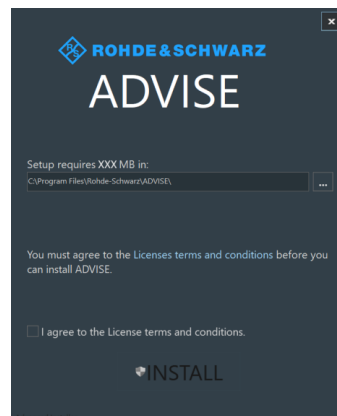 ROHDE & SCHWARZ
ADVISE
Setup requires XXX MB in:
C:\Program Files\Rohde-Schwarz\ADVISE\
...
You must agree to the Licenses terms and conditions before you
can install ADVISE.
I agree to the License terms and conditions.
INSTALL